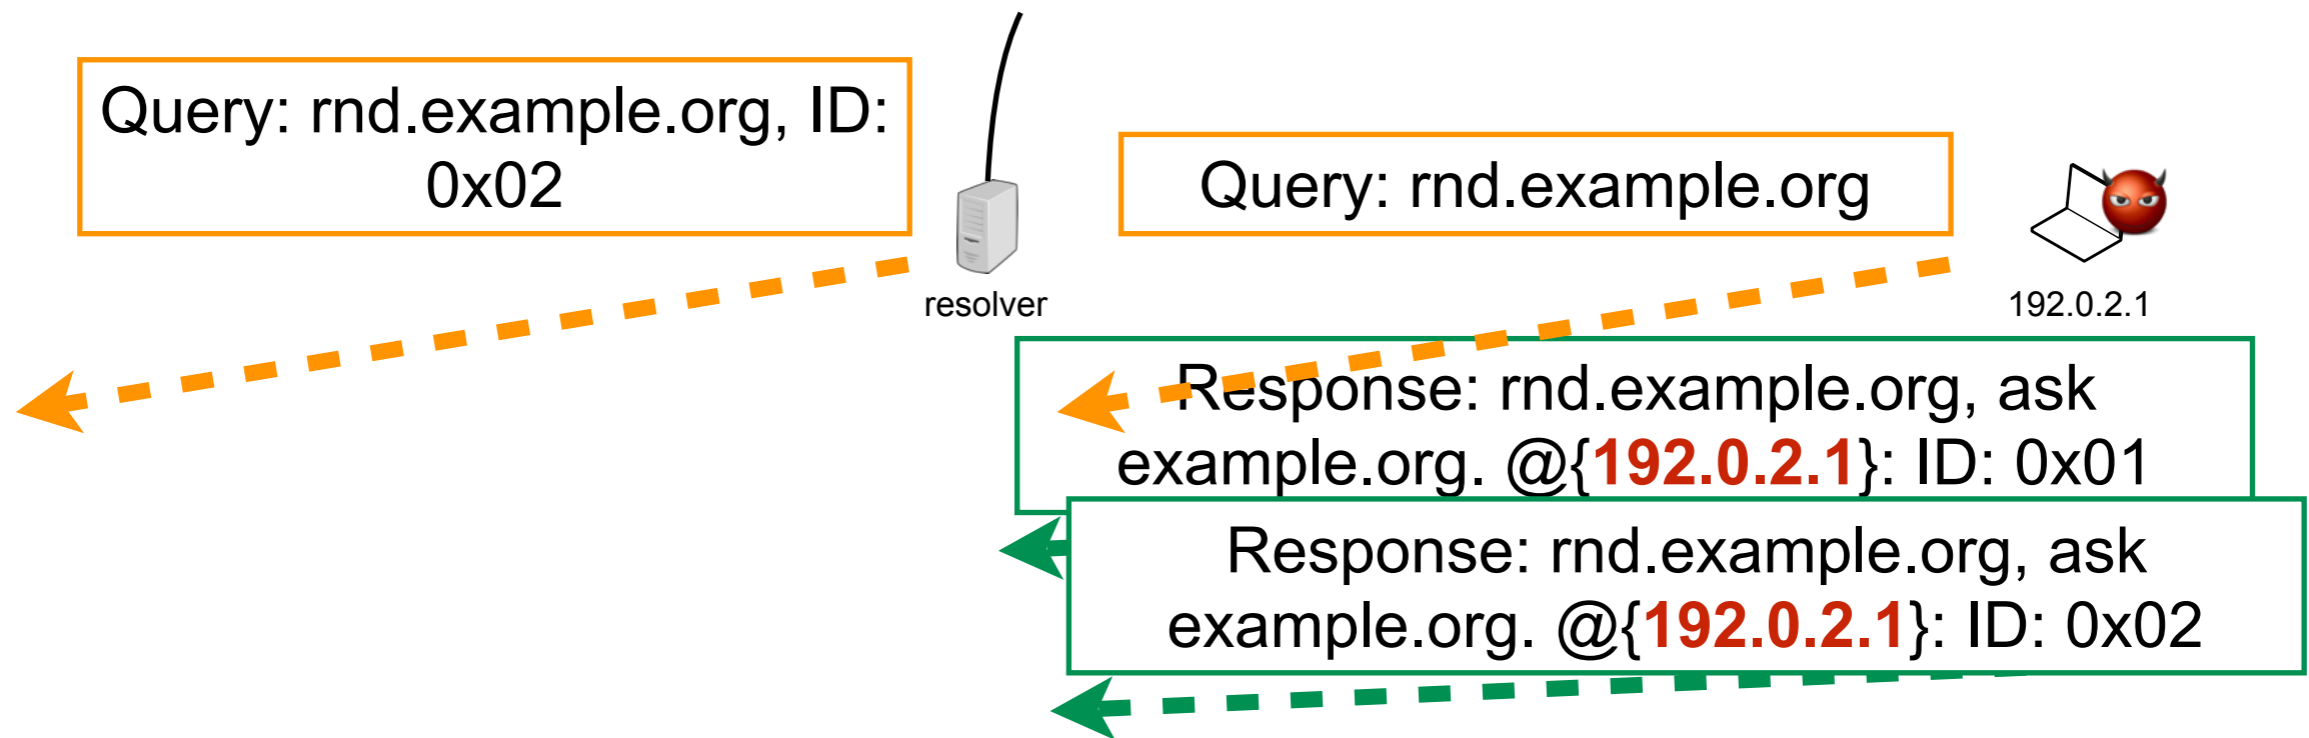 Query: rnd.example.org, ID:
0x02
resolver
Query: rnd.example.org
192.0.2.1
Response: rnd.example.org, ask
example.org. @{192.0.2.1}: ID: 0x01
Response: rnd.example.org, ask
example.org. @{192.0.2.1}: ID: 0x02